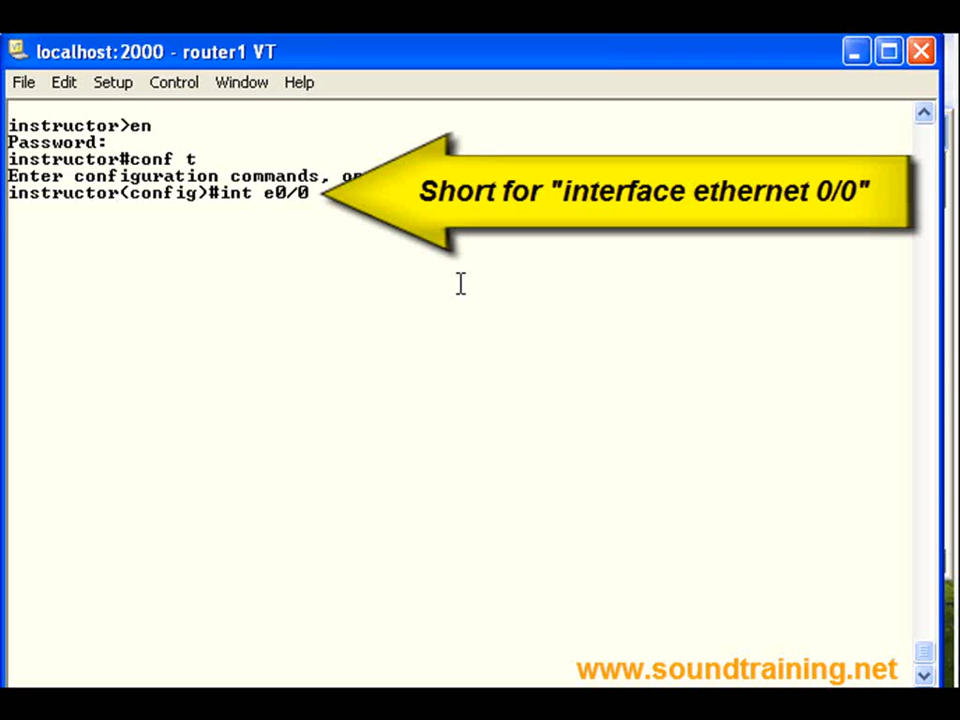 localhost:2000 - router1 VT
File Edit Setup Control Window Help
instructor>en
Password:
instructor#conf t
Enter configuration commands,
instructor(config)#int e0/0
Short for "interface ethernet 0/0"
www.soundtraining.net